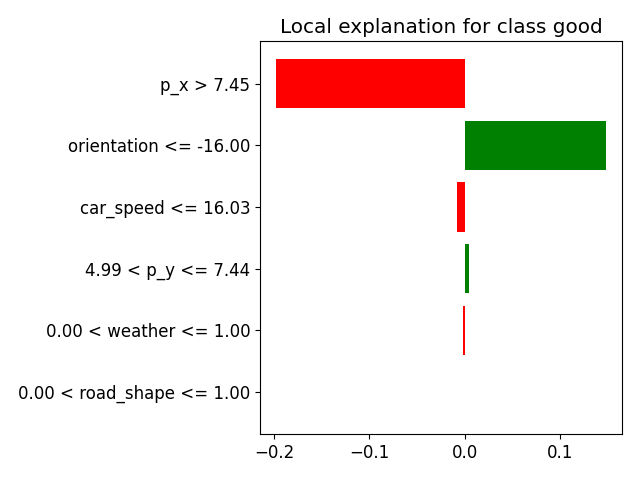 Local explanation for class good
p_x > 7.45
orientation <= -16.00
car_speed <= 16.03
4.99 < p_y <= 7.44
0.00 < weather <= 1.00
0.00 < road_shape <= 1.00
−0.2 −0.1 0.0 0.1